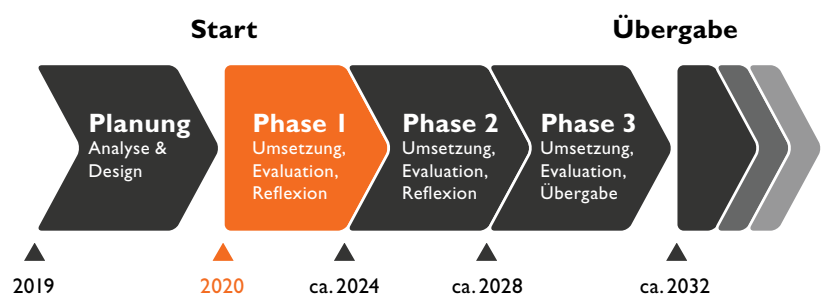 Start
Übergabe
Planung
Analyse &
Design
Phase 1
Umsetzung,
Evaluation,
Reflexion
Phase 2
Umsetzung,
Evaluation,
Reflexion
Phase 3
Umsetzung,
Evaluation,
Übergabe
2019
2020
ca. 2024
ca. 2028
ca. 2032